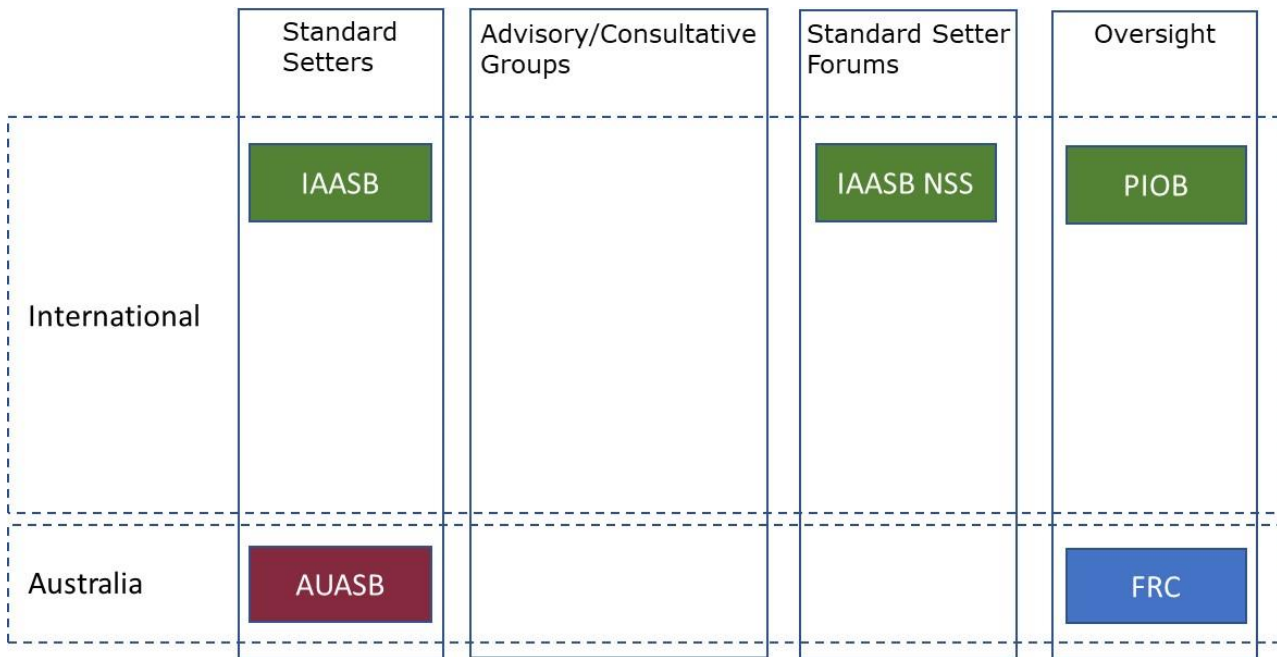 Standard
Setters
Advisory/Consultative
Groups
Standard Setter
Forums
Oversight
IAASB
IAASB NSS
PIOB
International
Australia
AUASB
FRC